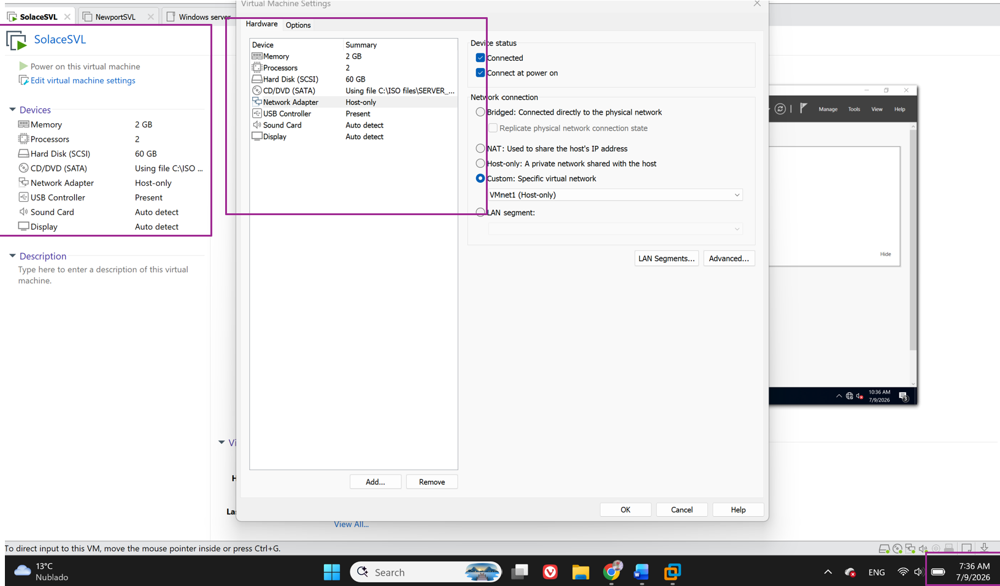 Virtual Machine Settings
SolaceSVL
NewportSVL
Windows server
Hardware
Options
SolaceSVL
Power on this virtual machine
Edit virtual machine settings
Devices
Memory 2 GB
Processors 2
Hard Disk (SCSI) 60 GB
CD/DVD (SATA) Using file C:\ISO ...
Network Adapter Host-only
USB Controller Present
Sound Card Auto detect
Display Auto detect
Description
Type here to enter a description of this virtual
machine.
Device Summary
Memory 2 GB
Processors 2
Hard Disk (SCSI) 60 GB
CD/DVD (SATA) Using file C:\ISO files\SERVER_...
Network Adapter Host-only
USB Controller Present
Sound Card Auto detect
Display Auto detect
Add...
Remove
Device status
Connected
Connect at power on
Network connection
Bridged: Connected directly to the physical network
Replicate physical network connection state
NAT: Used to share the host's IP address
Host-only: A private network shared with the host
Custom: Specific virtual network
VMnet1 (Host-only)
LAN segment:
LAN Segments...
Advanced...
OK
Cancel
Help
Manage Tools View Help
Hide
10:36 AM
7/9/2026
3
Vi
H
La
View All...
To direct input to this VM, move the mouse pointer inside or press Ctrl+G.
13°C
Nublado
Search
ENG
7:36 AM
7/9/2026